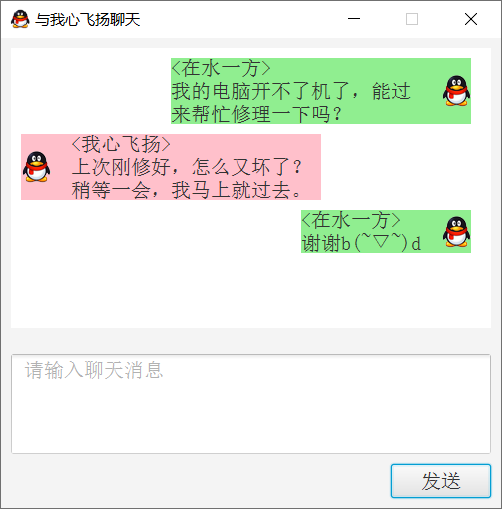 与我心飞扬聊天
<在水一方>
我的电脑开不了机了，能过
来帮忙修理一下吗？
<我心飞扬>
上次刚修好，怎么又坏了？
稍等一会，我马上就过去。
<在水一方>
谢谢b(~▽~)d
请输入聊天消息
发送